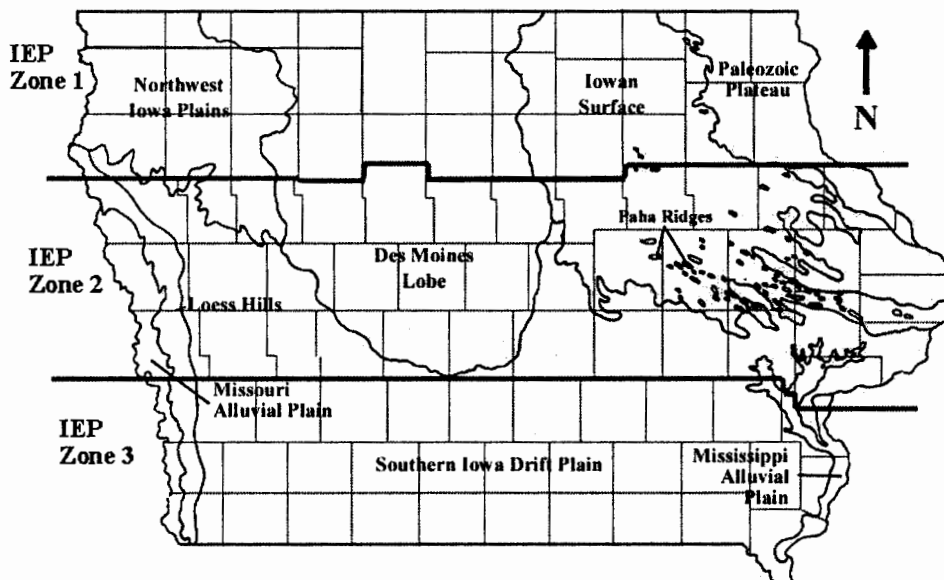 IEP
Zone 1
Northwest
Iowa Plains
Iowan
Surface
Paleozoic
Plateau
N
Paha Ridges
IEP
Zone 2
Des Moines
Lobe
Loess Hills
Missouri
Alluvial Plain
IEP
Zone 3
Southern Iowa Drift Plain
Mississippi
Alluvial
Plain